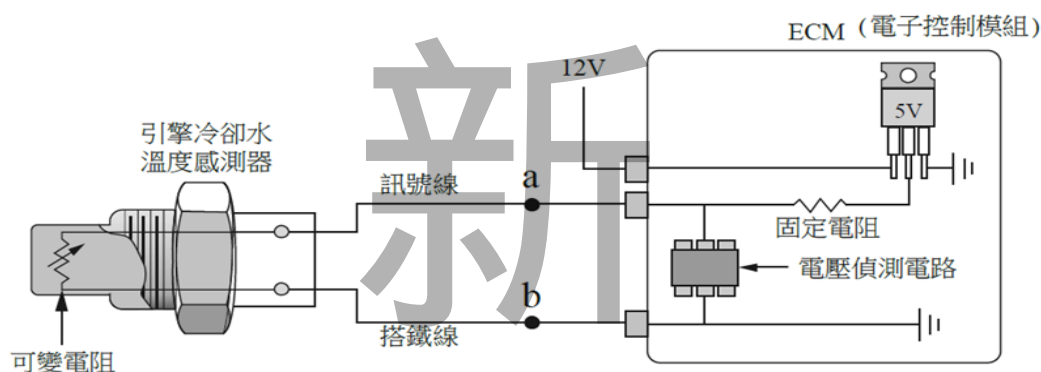 ECM（電子控制模組）
12V
5V
引擎冷卻水
溫度感測器
訊號線
a
固定電阻
電壓偵測電路
b
搭鐵線
可變電阻
新